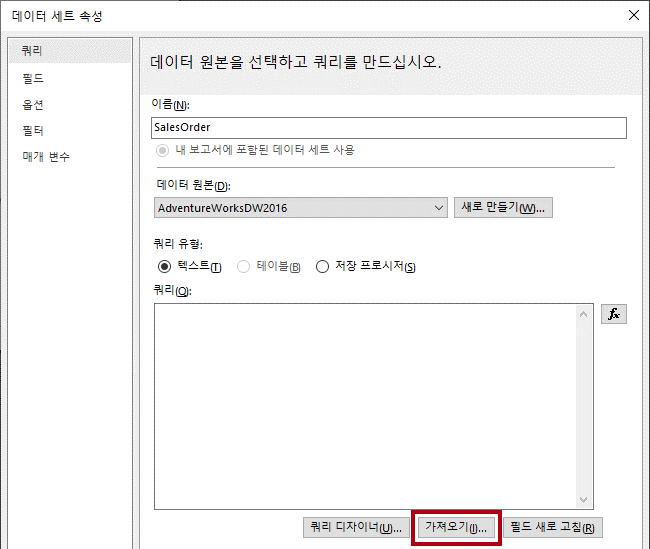 데이터 세트 속성
쿼리
필드
옵션
필터
매개 변수
데이터 원본을 선택하고 쿼리를 만드십시오.
이름(N):
SalesOrder
내 보고서에 포함된 데이터 세트 사용
데이터 원본(D):
AdventureWorksDW2016
새로 만들기(W)...
쿼리 유형:
텍스트(T) 테이블(B) 저장 프로시저(S)
쿼리(Q):
fx
쿼리 디자이너(U)... 가져오기(I)... 필드 새로 고침(R)